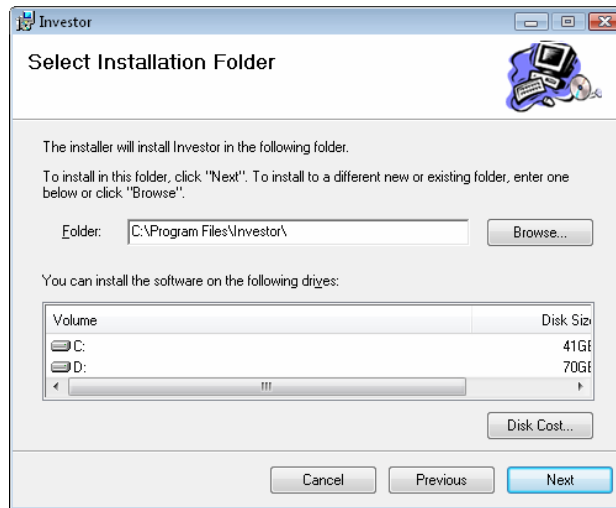 Investor
Select Installation Folder
The installer will install Investor in the following folder.
To install in this folder, click "Next". To install to a different new or existing folder, enter one
below or click "Browse".
Folder: C:\Program Files\Investor\ Browse...
You can install the software on the following drives:
Volume Disk Siz
C: 41GB
D: 70GB
Disk Cost...
Cancel Previous Next